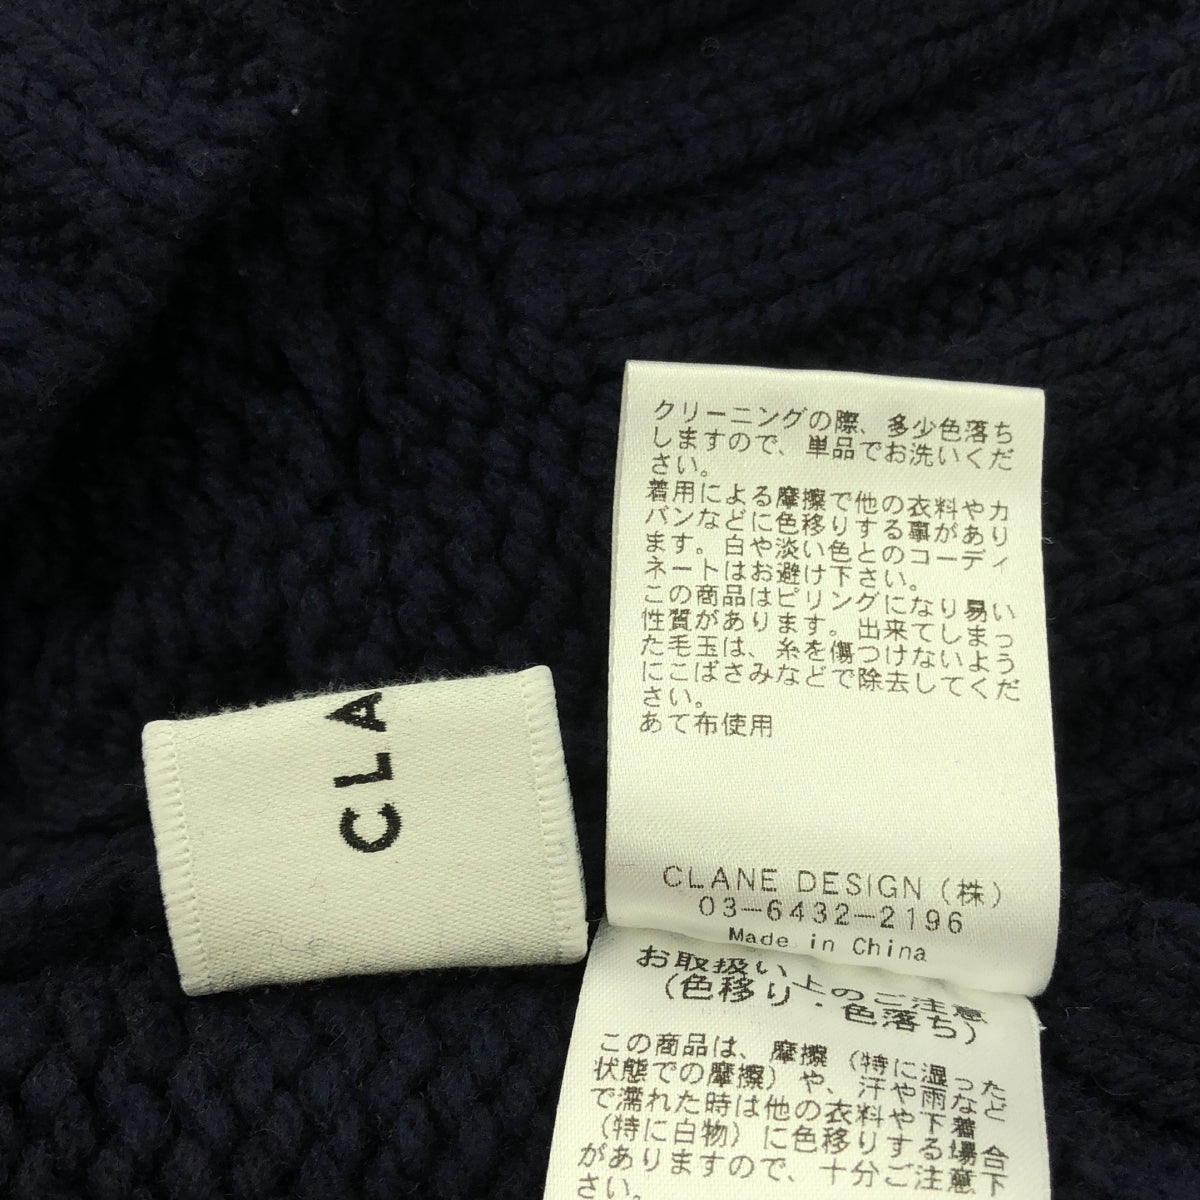 クリーニングの際、多少色落ち
しますので、単品でお洗いくだ
さい。
着用による摩擦で他の衣料やカ
バンなどに色移りする事があり
ます。白や淡い色とのコーディ
ネートはお避け下さい。
この商品はピリングになり易い
性質があります。出来てしまっ
た毛玉は、糸を傷つけないよう
にこばさみなどで除去してくだ
さい。
あて布使用
CLANE DESIGN（株）
03-6432-2196
Made in China
お取扱い上のご注意
（色移り・色落ち）
この商品は、摩擦（特に湿った
状態での摩擦）や、汗や雨など
で濡れた時は他の衣料や下着
（特に白物）に色移りする場合
がありますので、十分ご注意下
さい。
CLA